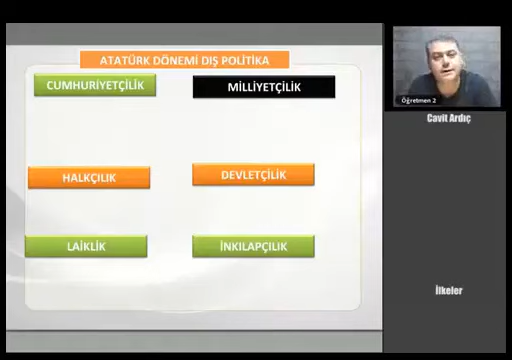 ATATÜRK DÖNEMİ DIŞ POLİTİKA
CUMHURİYETÇİLİK
MİLLİYETÇİLİK
HALKÇILIK
DEVLETÇİLİK
LAİKLİK
İNKILAPÇILIK
Öğretmen 2
Cavit Ardıç
İlkeler